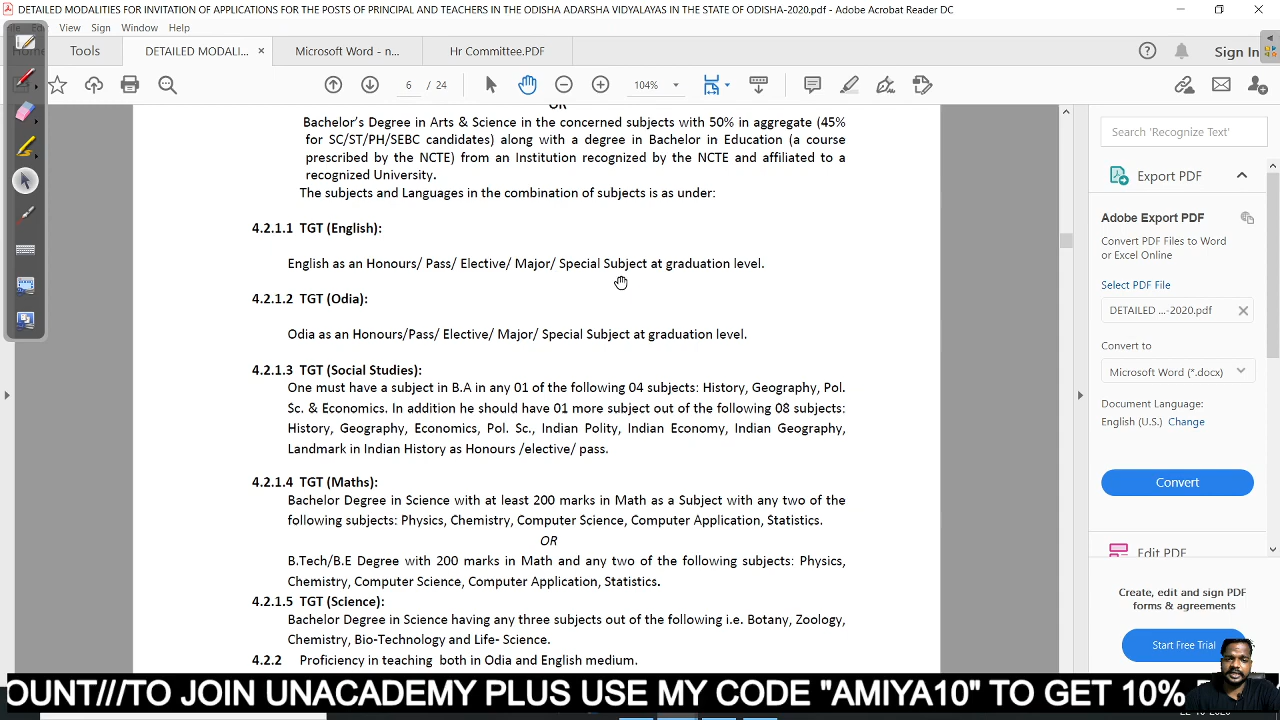 DETAILED MODALITIES FOR INVITATION OF APPLICATIONS FOR THE POSTS OF PRINCIPAL AND TEACHERS IN THE ODISHA ADARSHA VIDYALAYAS IN THE STATE OF ODISHA-2020.pdf - Adobe Acrobat Reader DC
View Sign Window Help
Tools DETAILED MODALI... × Microsoft Word - n... Hr Committee.PDF Sign In
6 / 24 104%
OR
Bachelor's Degree in Arts & Science in the concerned subjects with 50% in aggregate (45%
for SC/ST/PH/SEBC candidates) along with a degree in Bachelor in Education (a course
prescribed by the NCTE) from an Institution recognized by the NCTE and affiliated to a
recognized University.
The subjects and Languages in the combination of subjects is as under:
4.2.1.1 TGT (English):
English as an Honours/ Pass/ Elective/ Major/ Special Subject at graduation level.
4.2.1.2 TGT (Odia):
Odia as an Honours/Pass/ Elective/ Major/ Special Subject at graduation level.
4.2.1.3 TGT (Social Studies):
One must have a subject in B.A in any 01 of the following 04 subjects: History, Geography, Pol.
Sc. & Economics. In addition he should have 01 more subject out of the following 08 subjects:
History, Geography, Economics, Pol. Sc., Indian Polity, Indian Economy, Indian Geography,
Landmark in Indian History as Honours /elective/ pass.
4.2.1.4 TGT (Maths):
Bachelor Degree in Science with at least 200 marks in Math as a Subject with any two of the
following subjects: Physics, Chemistry, Computer Science, Computer Application, Statistics.
OR
B.Tech/B.E Degree with 200 marks in Math and any two of the following subjects: Physics,
Chemistry, Computer Science, Computer Application, Statistics.
4.2.1.5 TGT (Science):
Bachelor Degree in Science having any three subjects out of the following i.e. Botany, Zoology,
Chemistry, Bio-Technology and Life- Science.
4.2.2 Proficiency in teaching both in Odia and English medium.
Search 'Recognize Text'
Export PDF
Adobe Export PDF
Convert PDF Files to Word
or Excel Online
Select PDF File
DETAILED ...-2020.pdf
Convert to
Microsoft Word (*.docx)
Document Language:
English (U.S.) Change
Convert
Edit PDF
Create, edit and sign PDF
forms & agreements
Start Free Trial
OUNT///TO JOIN UNACADEMY PLUS USE MY CODE "AMIYA10" TO GET 10%